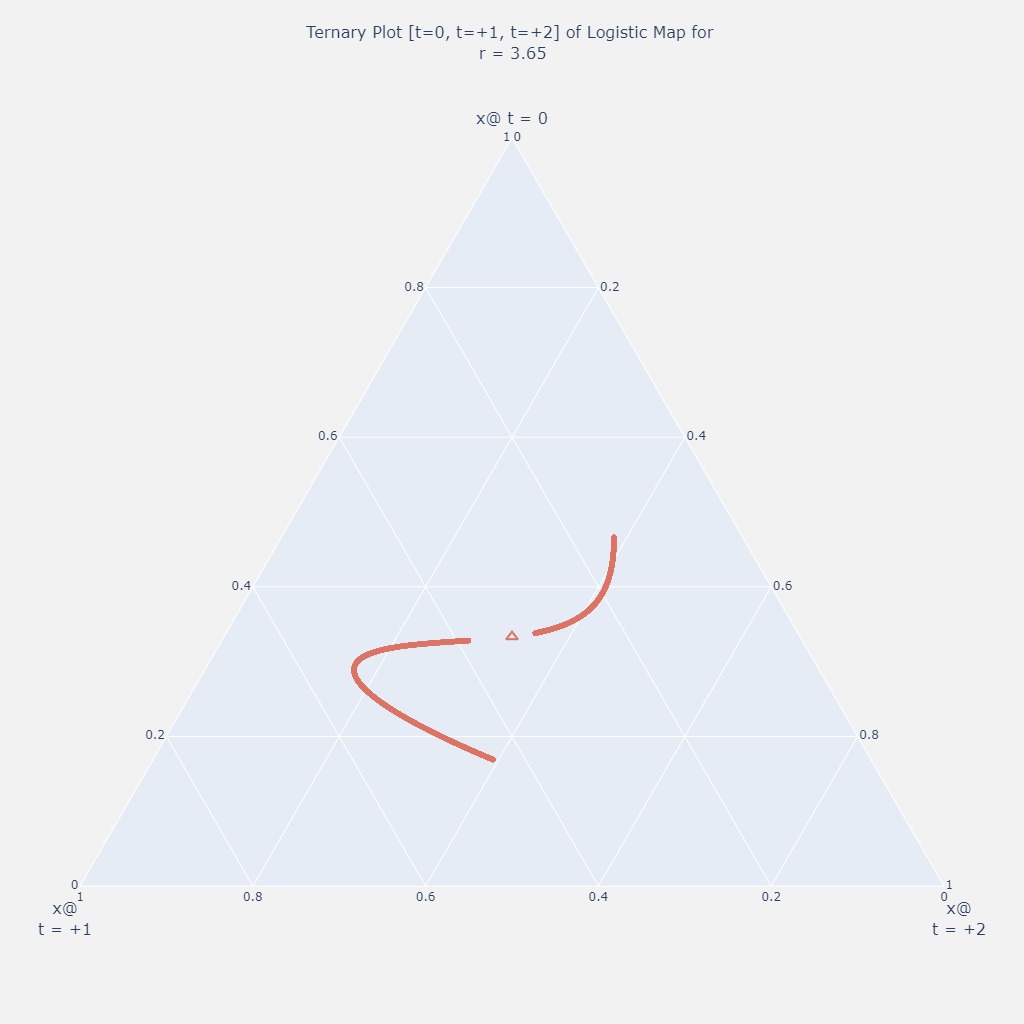 Ternary Plot [t=0, t=+1, t=+2] of Logistic Map for
r = 3.65
x@ t = 0
1 0
0.8 0.2
0.6 0.4
0.4 0.6
0.2 0.8
0 1
1 0.8 0.6 0.4 0.2 0
x@ x@
t = +1 t = +2